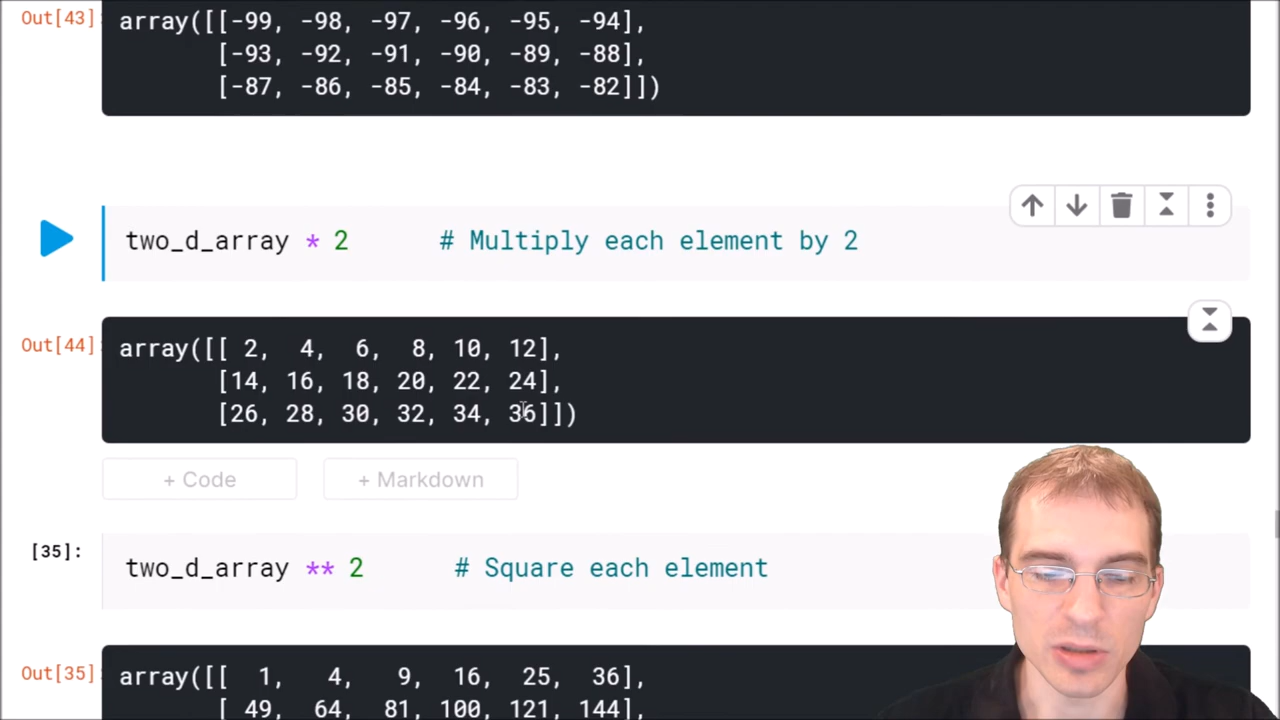 Out[43]:
array([[-99, -98, -97, -96, -95, -94],
[-93, -92, -91, -90, -89, -88],
[-87, -86, -85, -84, -83, -82]])
two_d_array * 2 # Multiply each element by 2
Out[44]:
array([[ 2, 4, 6, 8, 10, 12],
[14, 16, 18, 20, 22, 24],
[26, 28, 30, 32, 34, 36]])
+ Code + Markdown
[35]:
two_d_array ** 2 # Square each element
Out[35]:
array([[ 1, 4, 9, 16, 25, 36],
[ 49, 64, 81, 100, 121, 144],